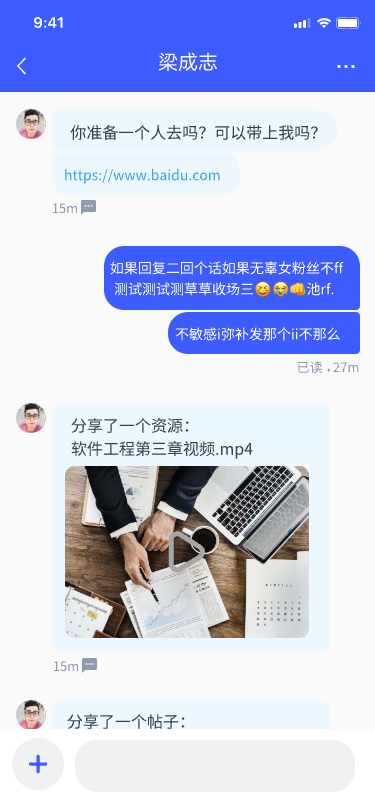 9:41
梁成志
你准备一个人去吗？可以带上我吗？
https://www.baidu.com
15m
如果回复二回个话如果无辜女粉丝不ff
测试测试测草草收场三😆😭👊池rf.
不敏感i弥补发那个ii不那么
已读 . 27m
分享了一个资源：
软件工程第三章视频.mp4
15m
分享了一个帖子：